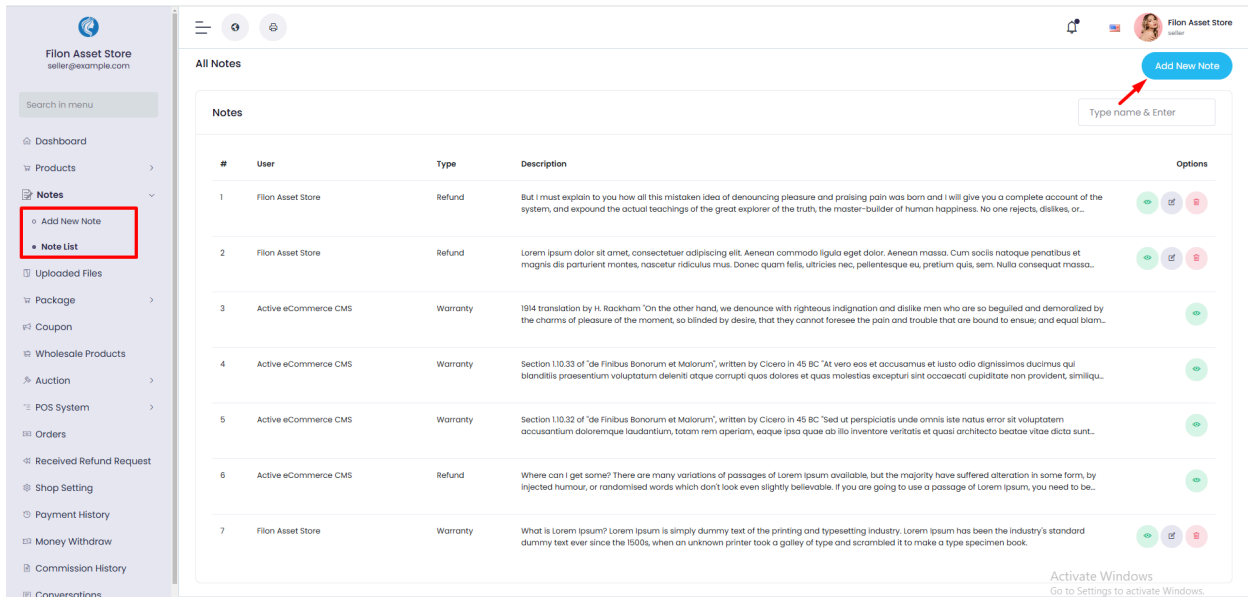 Filon Asset Store
seller@example.com
Search in menu
Dashboard
Products
Notes
Add New Note
Note List
Uploaded Files
Package
Coupon
Wholesale Products
Auction
POS System
Orders
Received Refund Request
Shop Setting
Payment History
Money Withdraw
Commission History
Conversations
Filon Asset Store
seller
All Notes
Add New Note
Notes
Type name & Enter
# User Type Description Options
1 Filon Asset Store Refund But I must explain to you how all this mistaken idea of denouncing pleasure and praising pain was born and I will give you a complete account of the
system, and expound the actual teachings of the great explorer of the truth, the master-builder of human happiness. No one rejects, dislikes, or...
2 Filon Asset Store Refund Lorem ipsum dolor sit amet, consectetuer adipiscing elit. Aenean commodo ligula eget dolor. Aenean massa. Cum sociis natoque penatibus et
magnis dis parturient montes, nascetur ridiculus mus. Donec quam felis, ultricies nec, pellentesque eu, pretium quis, sem. Nulla consequat massa...
3 Active eCommerce CMS Warranty 1914 translation by H. Rackham "On the other hand, we denounce with righteous indignation and dislike men who are so beguiled and demoralized by
the charms of pleasure of the moment, so blinded by desire, that they cannot foresee the pain and trouble that are bound to ensue; and equal blam...
4 Active eCommerce CMS Warranty Section 1.10.33 of "de Finibus Bonorum et Malorum", written by Cicero in 45 BC "At vero eos et accusamus et iusto odio dignissimos ducimus qui
blanditiis praesentium voluptatum deleniti atque corrupti quos dolores et quas molestias excepturi sint occaecati cupiditate non provident, similiqu...
5 Active eCommerce CMS Warranty Section 1.10.32 of "de Finibus Bonorum et Malorum", written by Cicero in 45 BC "Sed ut perspiciatis unde omnis iste natus error sit voluptatem
accusantium doloremque laudantium, totam rem aperiam, eaque ipsa quae ab illo inventore veritatis et quasi architecto beatae vitae dicta sunt...
6 Active eCommerce CMS Refund Where can I get some? There are many variations of passages of Lorem Ipsum available, but the majority have suffered alteration in some form, by
injected humour, or randomised words which don't look even slightly believable. If you are going to use a passage of Lorem Ipsum, you need to be...
7 Filon Asset Store Warranty What is Lorem Ipsum? Lorem Ipsum is simply dummy text of the printing and typesetting industry. Lorem Ipsum has been the industry's standard
dummy text ever since the 1500s, when an unknown printer took a galley of type and scrambled it to make a type specimen book.
Activate Windows
Go to Settings to activate Windows.